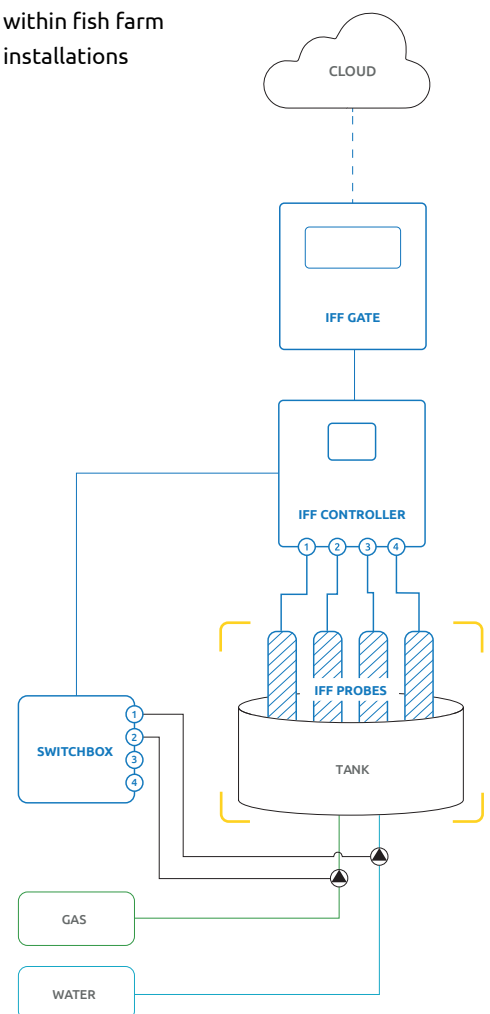 within fish farm
installations
CLOUD
IFF GATE
IFF CONTROLLER
1 2 3 4
IFF PROBES
TANK
SWITCHBOX
1
2
3
4
GAS
WATER